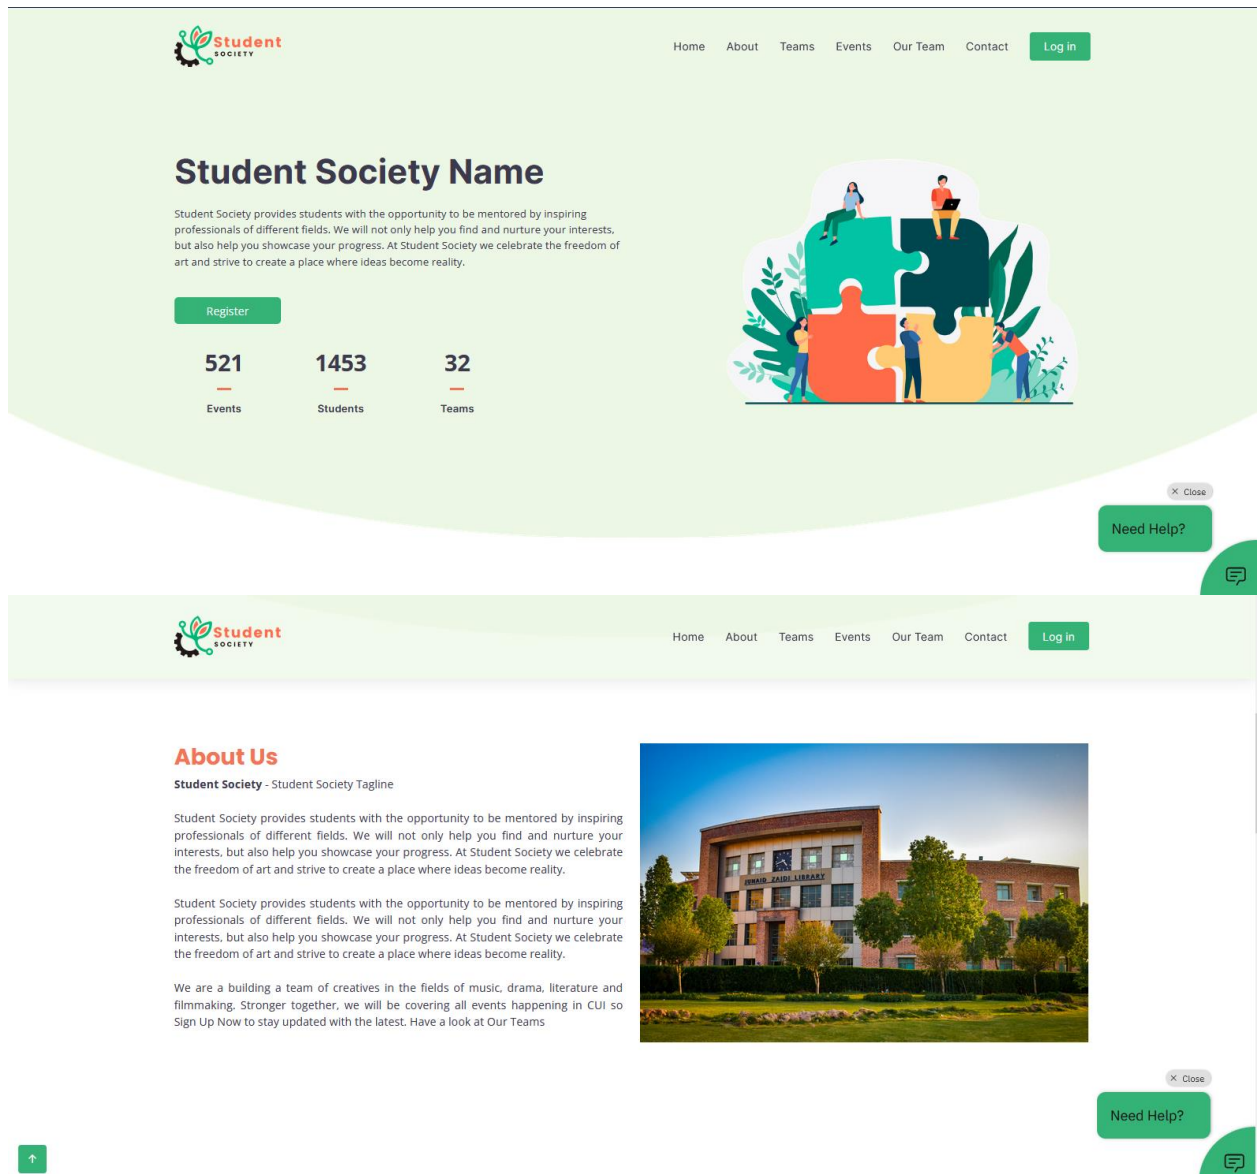 Student
SOCIETY
Home About Teams Events Our Team Contact Log in
Student Society Name
Student Society provides students with the opportunity to be mentored by inspiring
professionals of different fields. We will not only help you find and nurture your interests,
but also help you showcase your progress. At Student Society we celebrate the freedom of
art and strive to create a place where ideas become reality.
Register
521 1453 32
Events Students Teams
× Close
Need Help?
Student
SOCIETY
Home About Teams Events Our Team Contact Log in
About Us
Student Society - Student Society Tagline
Student Society provides students with the opportunity to be mentored by inspiring
professionals of different fields. We will not only help you find and nurture your
interests, but also help you showcase your progress. At Student Society we celebrate
the freedom of art and strive to create a place where ideas become reality.
Student Society provides students with the opportunity to be mentored by inspiring
professionals of different fields. We will not only help you find and nurture your
interests, but also help you showcase your progress. At Student Society we celebrate
the freedom of art and strive to create a place where ideas become reality.
We are a building a team of creatives in the fields of music, drama, literature and
filmmaking. Stronger together, we will be covering all events happening in CUI so
Sign Up Now to stay updated with the latest. Have a look at Our Teams
JUNAID ZAIDI LIBRARY
× Close
Need Help?